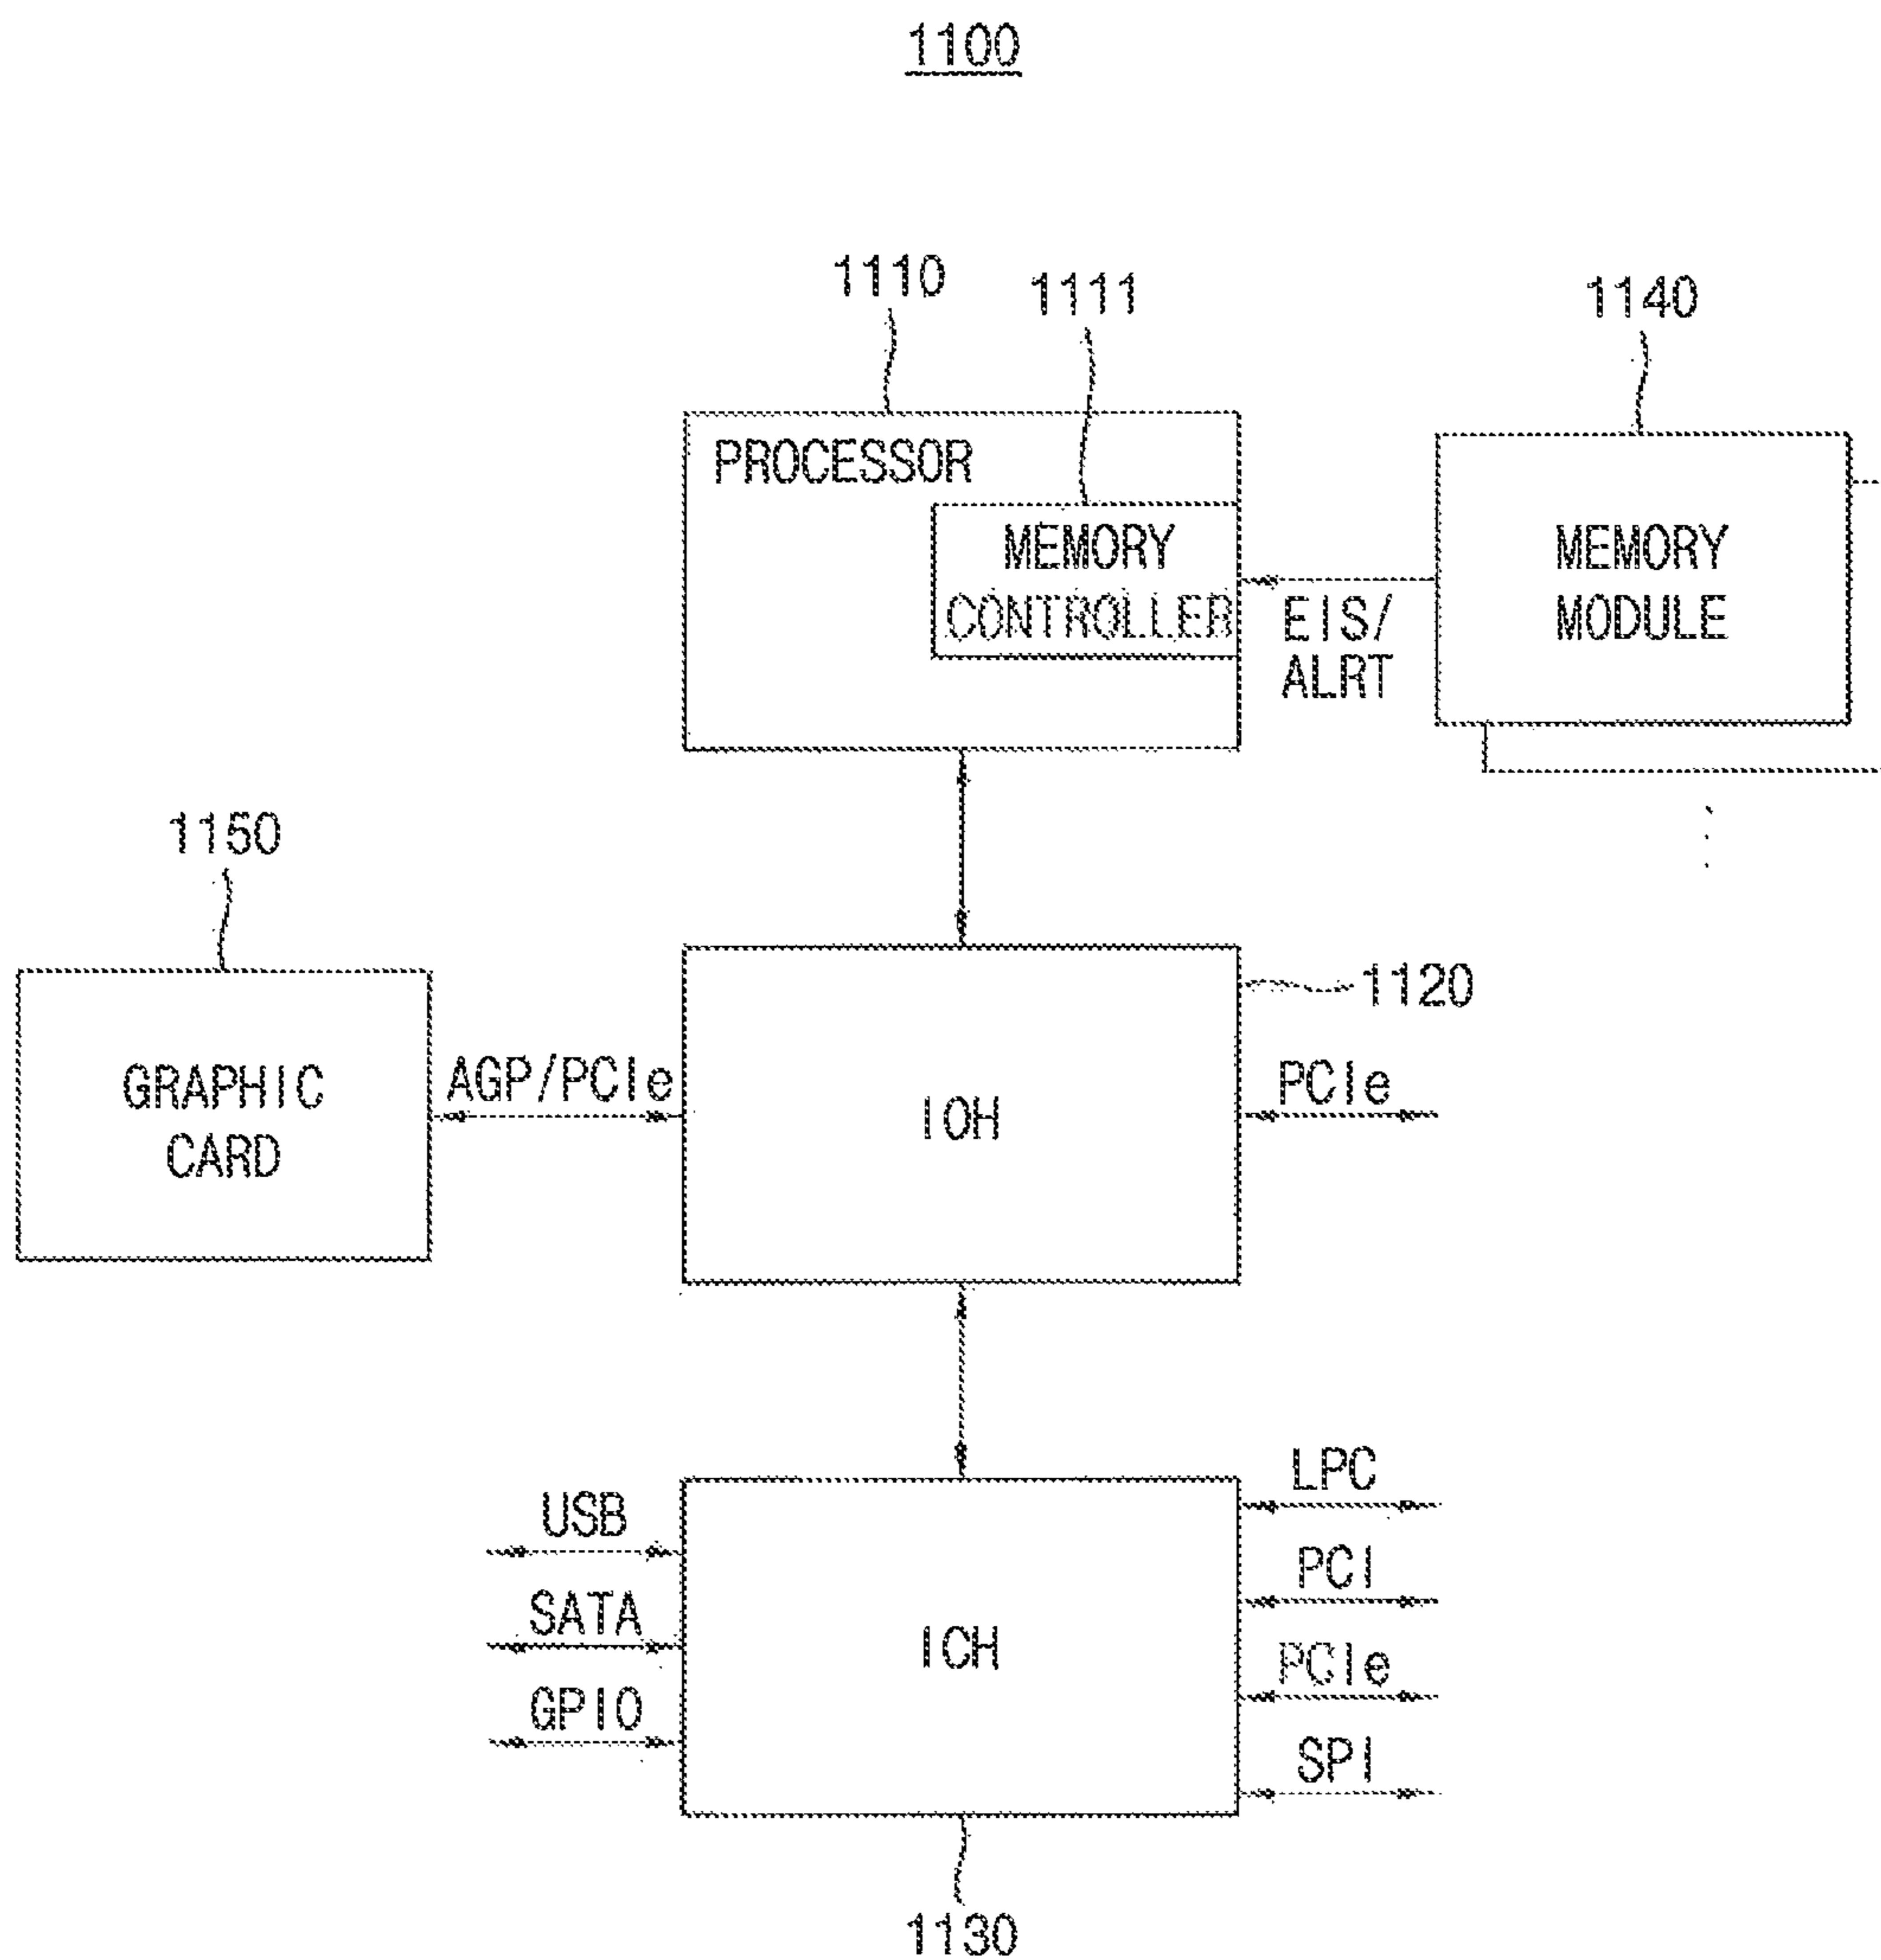 1100
1110
1111
1140
PROCESSOR
MEMORY
CONTROLLER
EIS/
ALRT
MEMORY
MODULE
1150
1120
GRAPHIC
CARD
AGP/PCIe
IOH
PCIe
USB
SATA
GPIO
ICH
LPC
PCI
PCIe
SPI
1130